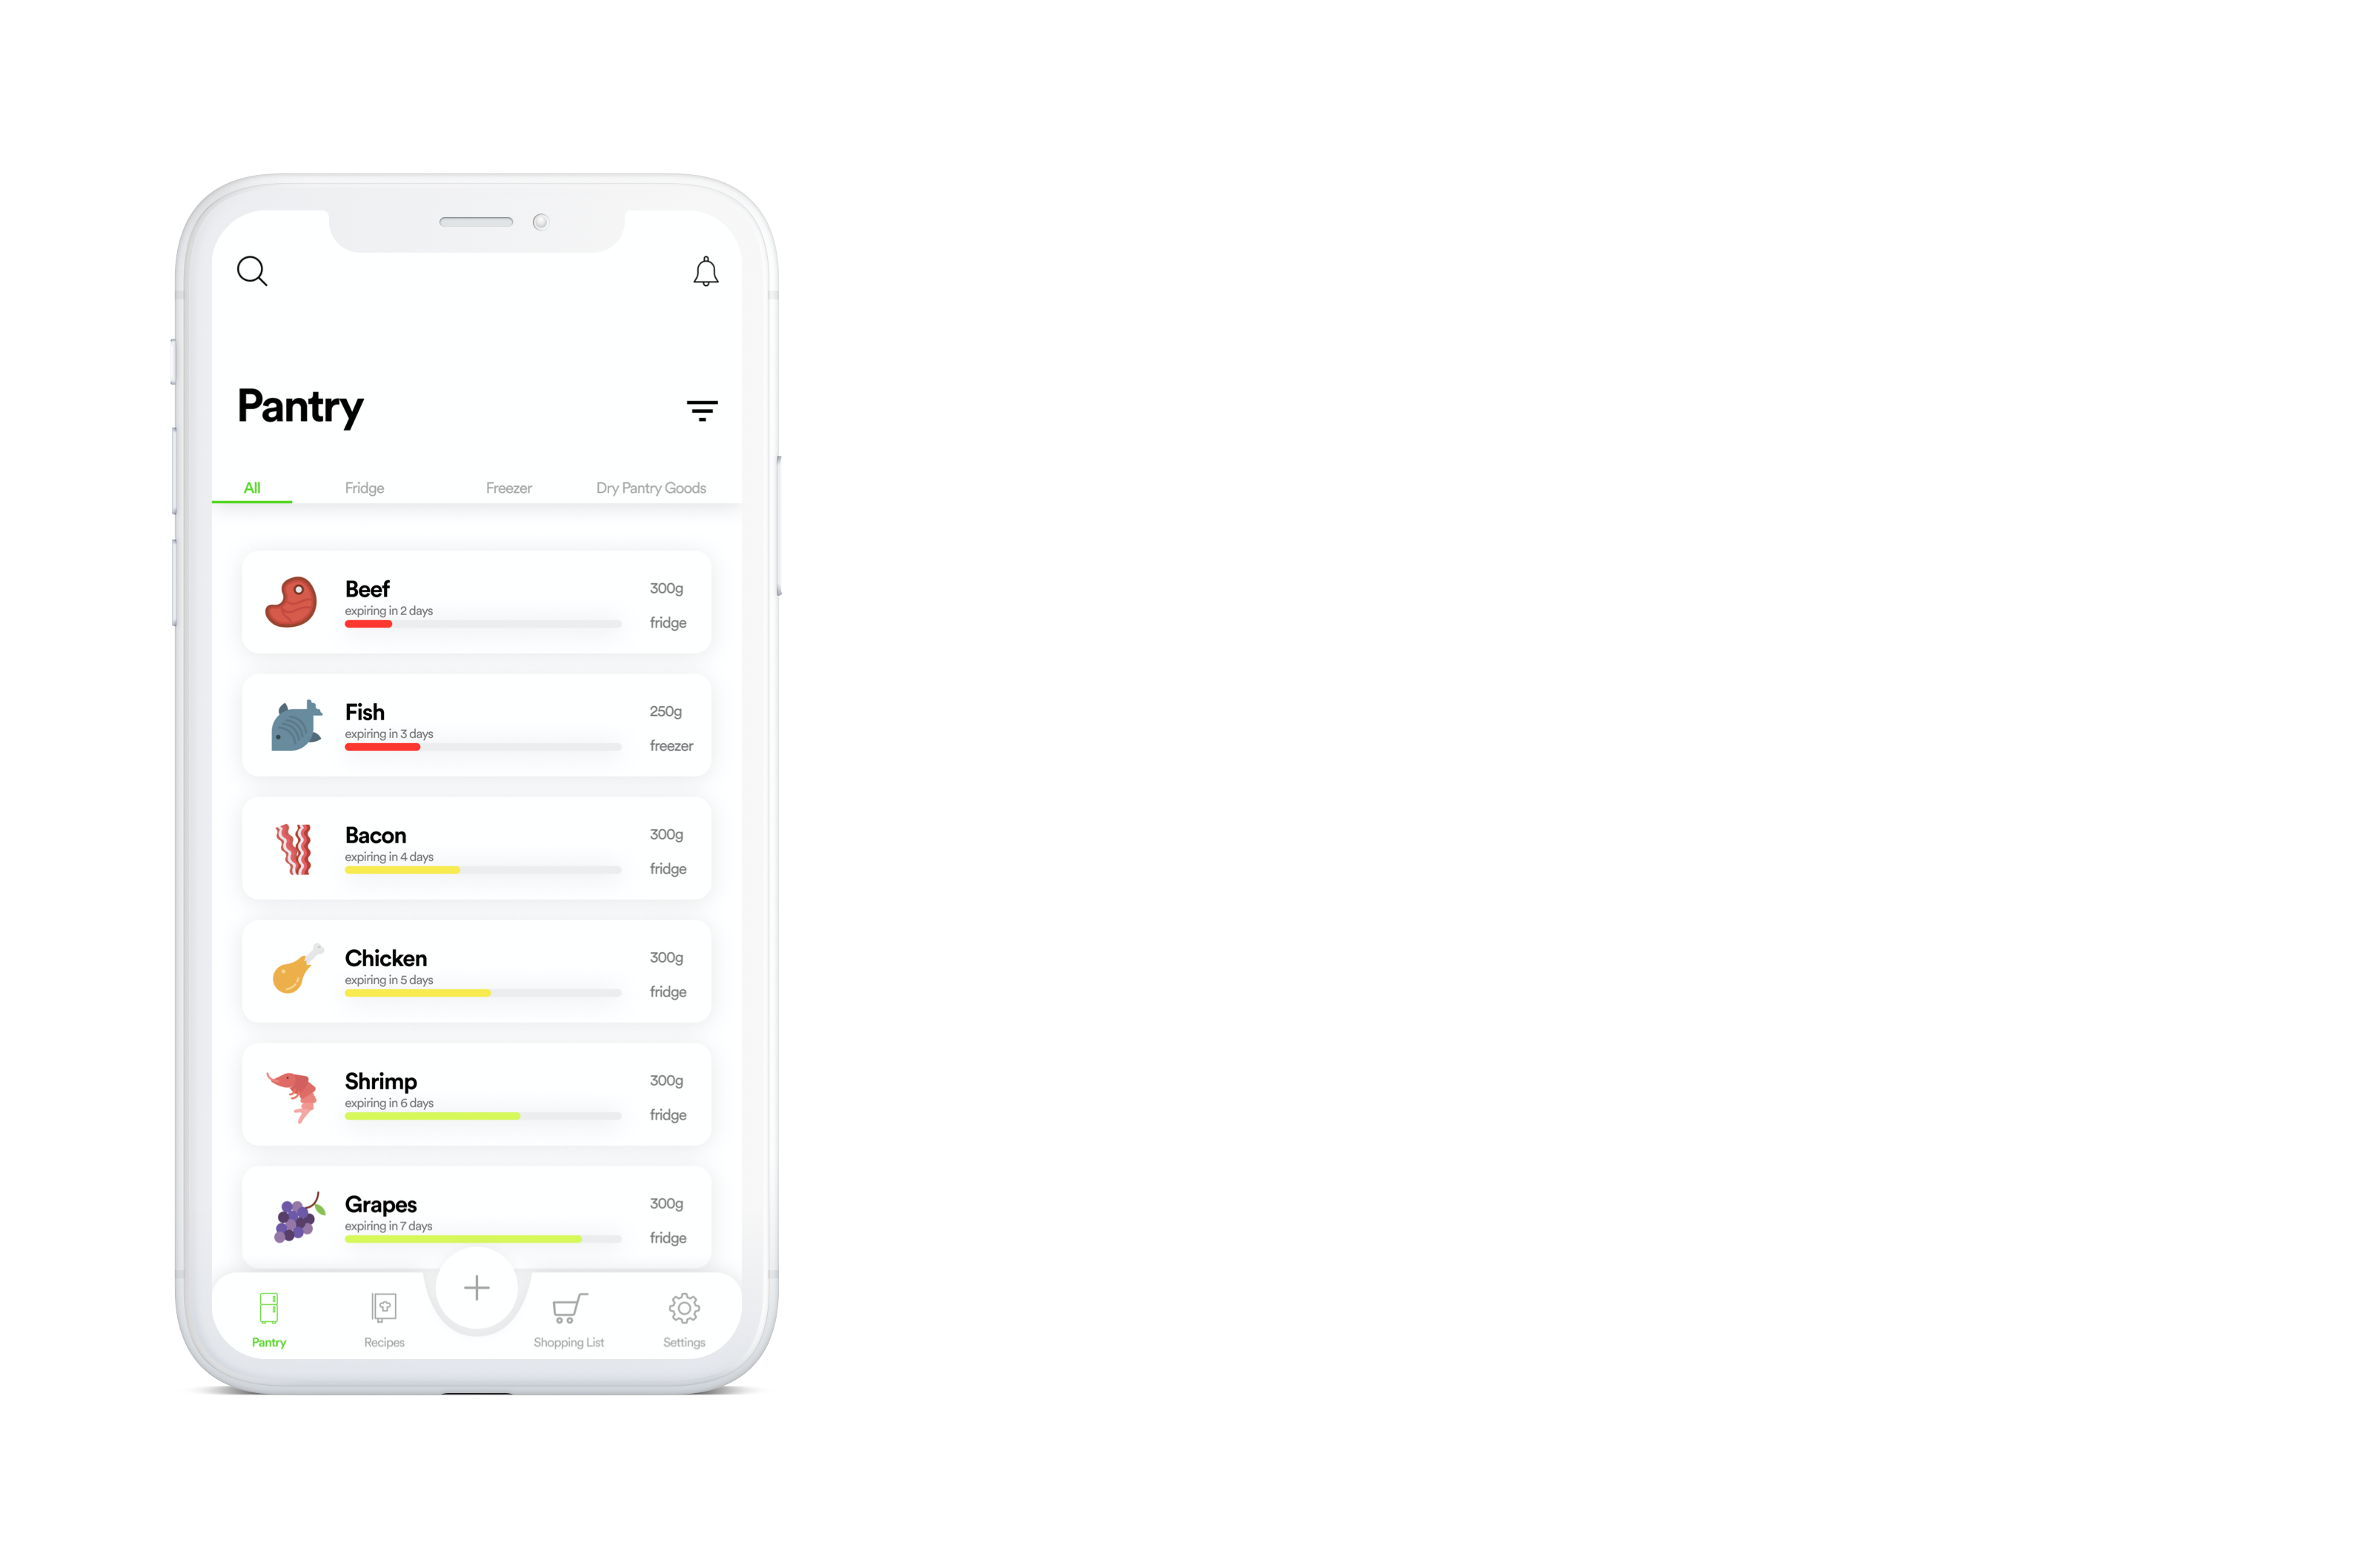 Pantry
All Fridge Freezer Dry Pantry Goods
Beef
300g
expiring in 2 days
fridge
Fish
250g
expiring in 3 days
freezer
Bacon
300g
expiring in 4 days
fridge
Chicken
300g
expiring in 5 days
fridge
Shrimp
300g
expiring in 6 days
fridge
Grapes
300g
expiring in 7 days
fridge
Pantry Recipes Shopping List Settings